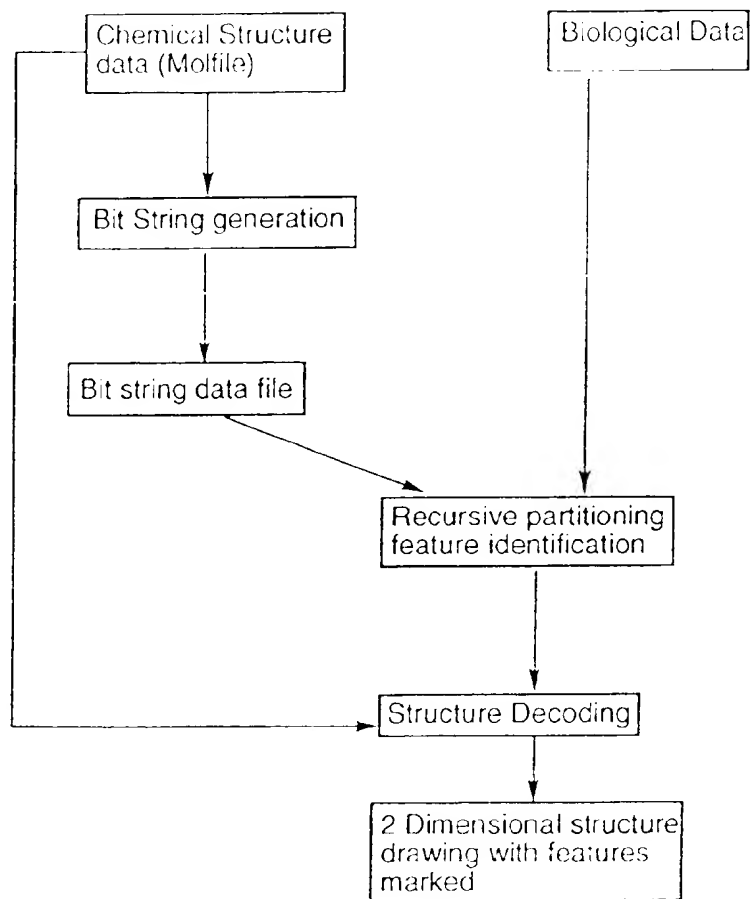 Chemical Structure
data (Molfile)
Biological Data
Bit String generation
Bit string data file
Recursive partitioning
feature identification
Structure Decoding
2 Dimensional structure
drawing with features
marked